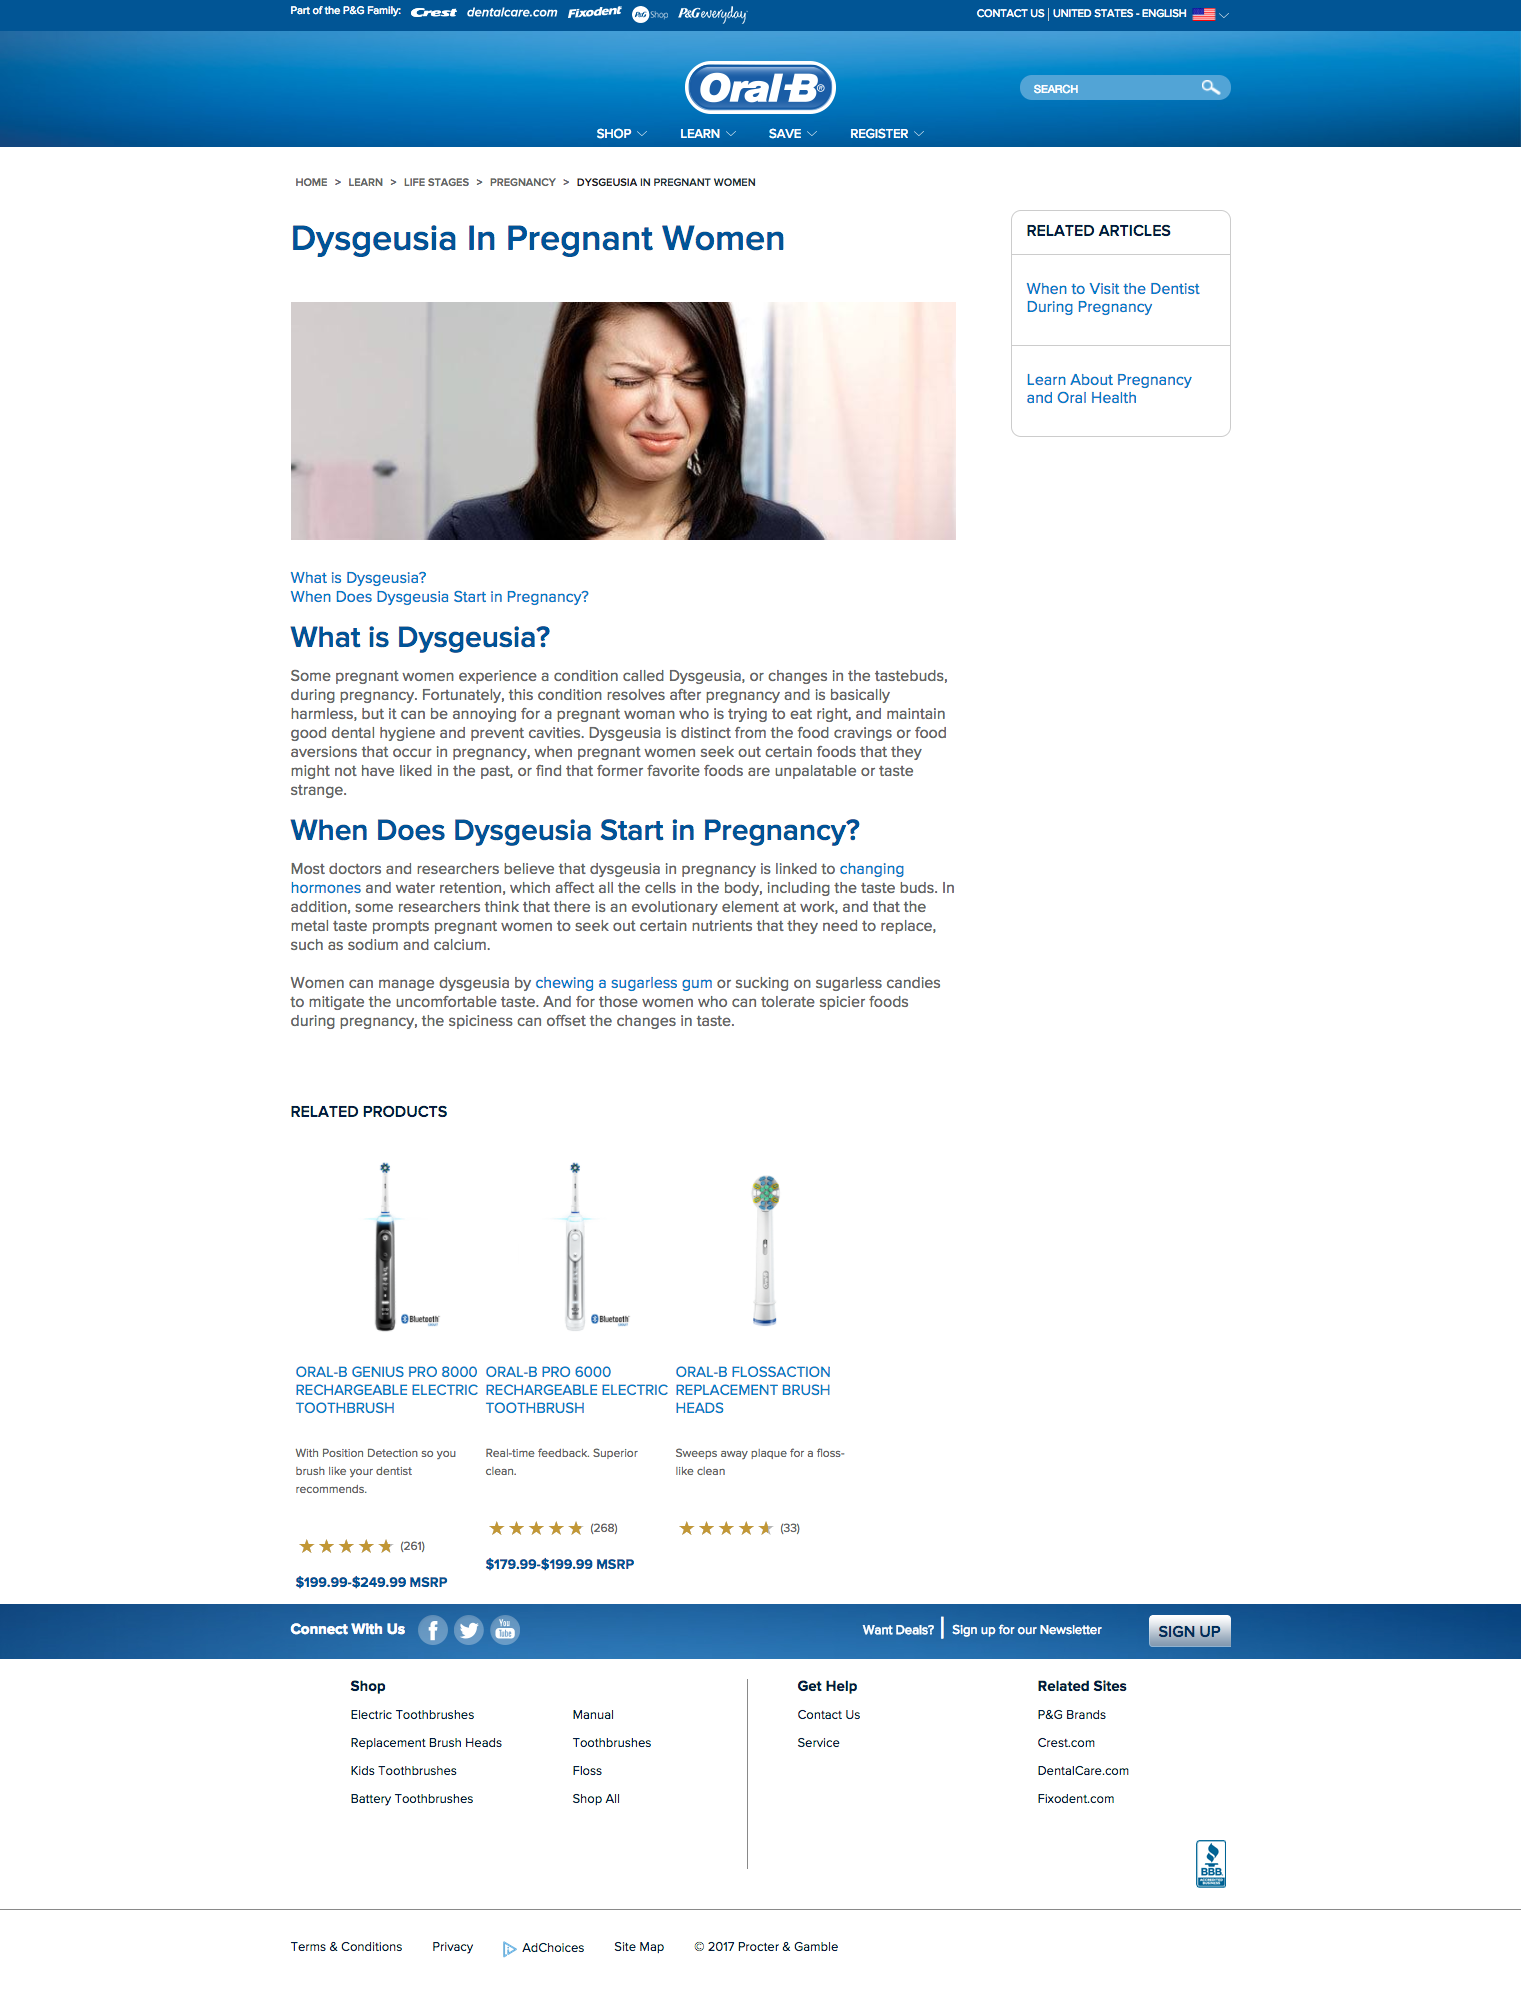 Part of the P&G Family: Crest dentalcare.com Fixodent P&G Shop P&G everyday
CONTACT US | UNITED STATES - ENGLISH
Oral-B®
SEARCH
SHOP LEARN SAVE REGISTER
HOME > LEARN > LIFE STAGES > PREGNANCY > DYSGEUSIA IN PREGNANT WOMEN
Dysgeusia In Pregnant Women
RELATED ARTICLES
When to Visit the Dentist
During Pregnancy
Learn About Pregnancy
and Oral Health
What is Dysgeusia?
When Does Dysgeusia Start in Pregnancy?
What is Dysgeusia?
Some pregnant women experience a condition called Dysgeusia, or changes in the tastebuds,
during pregnancy. Fortunately, this condition resolves after pregnancy and is basically
harmless, but it can be annoying for a pregnant woman who is trying to eat right, and maintain
good dental hygiene and prevent cavities. Dysgeusia is distinct from the food cravings or food
aversions that occur in pregnancy, when pregnant women seek out certain foods that they
might not have liked in the past, or find that former favorite foods are unpalatable or taste
strange.
When Does Dysgeusia Start in Pregnancy?
Most doctors and researchers believe that dysgeusia in pregnancy is linked to changing
hormones and water retention, which affect all the cells in the body, including the taste buds. In
addition, some researchers think that there is an evolutionary element at work, and that the
metal taste prompts pregnant women to seek out certain nutrients that they need to replace,
such as sodium and calcium.
Women can manage dysgeusia by chewing a sugarless gum or sucking on sugarless candies
to mitigate the uncomfortable taste. And for those women who can tolerate spicier foods
during pregnancy, the spiciness can offset the changes in taste.
RELATED PRODUCTS
Bluetooth
Bluetooth
ORAL-B GENIUS PRO 8000
RECHARGEABLE ELECTRIC
TOOTHBRUSH
With Position Detection so you
brush like your dentist
recommends.
(261)
$199.99-$249.99 MSRP
ORAL-B PRO 6000
RECHARGEABLE ELECTRIC
TOOTHBRUSH
Real-time feedback. Superior
clean.
(268)
$179.99-$199.99 MSRP
ORAL-B FLOSSACTION
REPLACEMENT BRUSH
HEADS
Sweeps away plaque for a floss-
like clean
(33)
Connect With Us
You
Tube
Want Deals? | Sign up for our Newsletter
SIGN UP
Shop
Electric Toothbrushes
Replacement Brush Heads
Kids Toothbrushes
Battery Toothbrushes
Manual
Toothbrushes
Floss
Shop All
Get Help
Contact Us
Service
Related Sites
P&G Brands
Crest.com
DentalCare.com
Fixodent.com
BBB
ACCREDITED
BUSINESS
Terms & Conditions Privacy AdChoices Site Map © 2017 Procter & Gamble